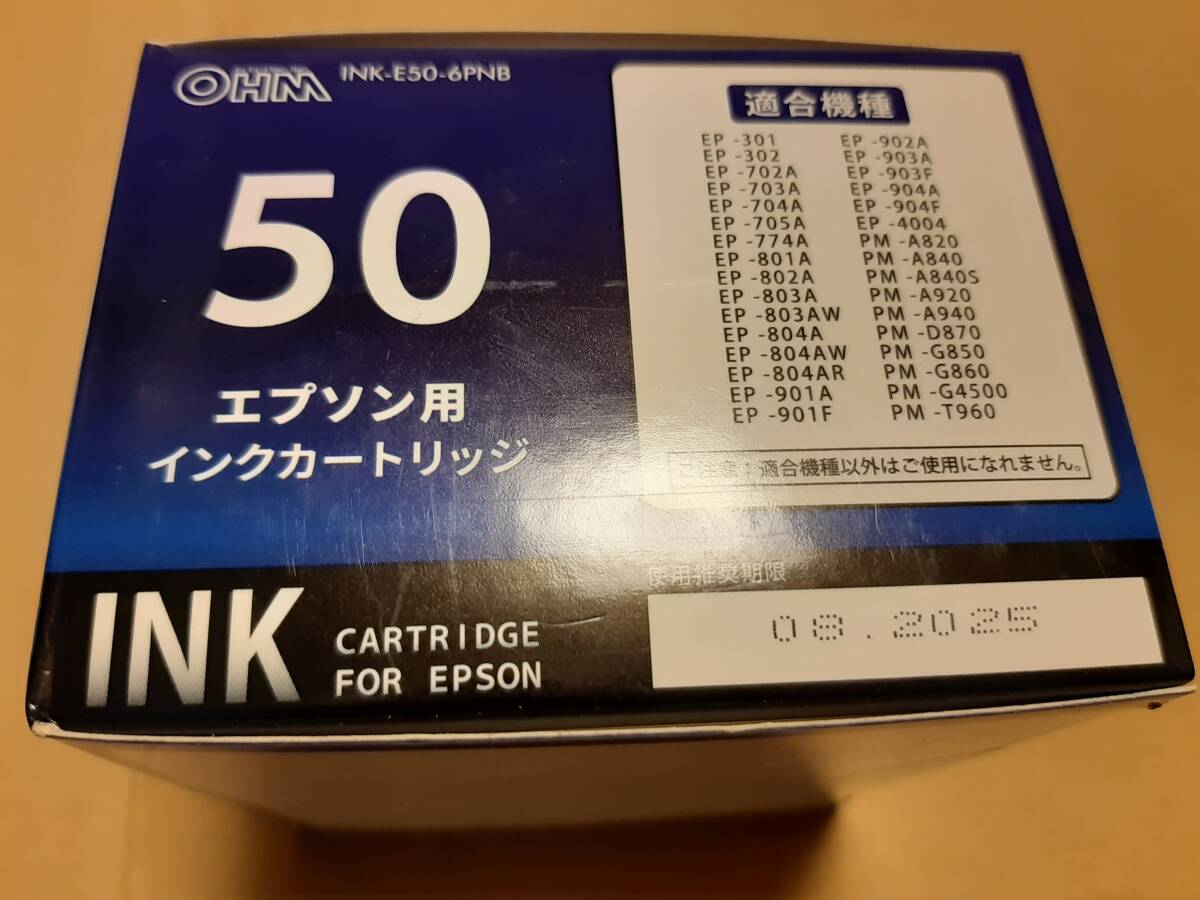 OHM
INK-E50-6PNB
50
エプソン用
インクカートリッジ
適合機種
EP -301
EP -302
EP -702A
EP -703A
EP -704A
EP -705A
EP -774A
EP -801A
EP -802A
EP -803A
EP -803AW
EP -804A
EP -804AW
EP -804AR
EP -901A
EP -901F
EP -902A
EP -903A
EP -903F
EP -904A
EP -904F
EP -4004
PM -A820
PM -A840
PM -A840S
PM -A920
PM -A940
PM -D870
PM -G850
PM -G860
PM -G4500
PM -T960
ご注意：適合機種以外はご使用になれません。
INK
CARTRIDGE
FOR EPSON
使用推奨期限
08.2025